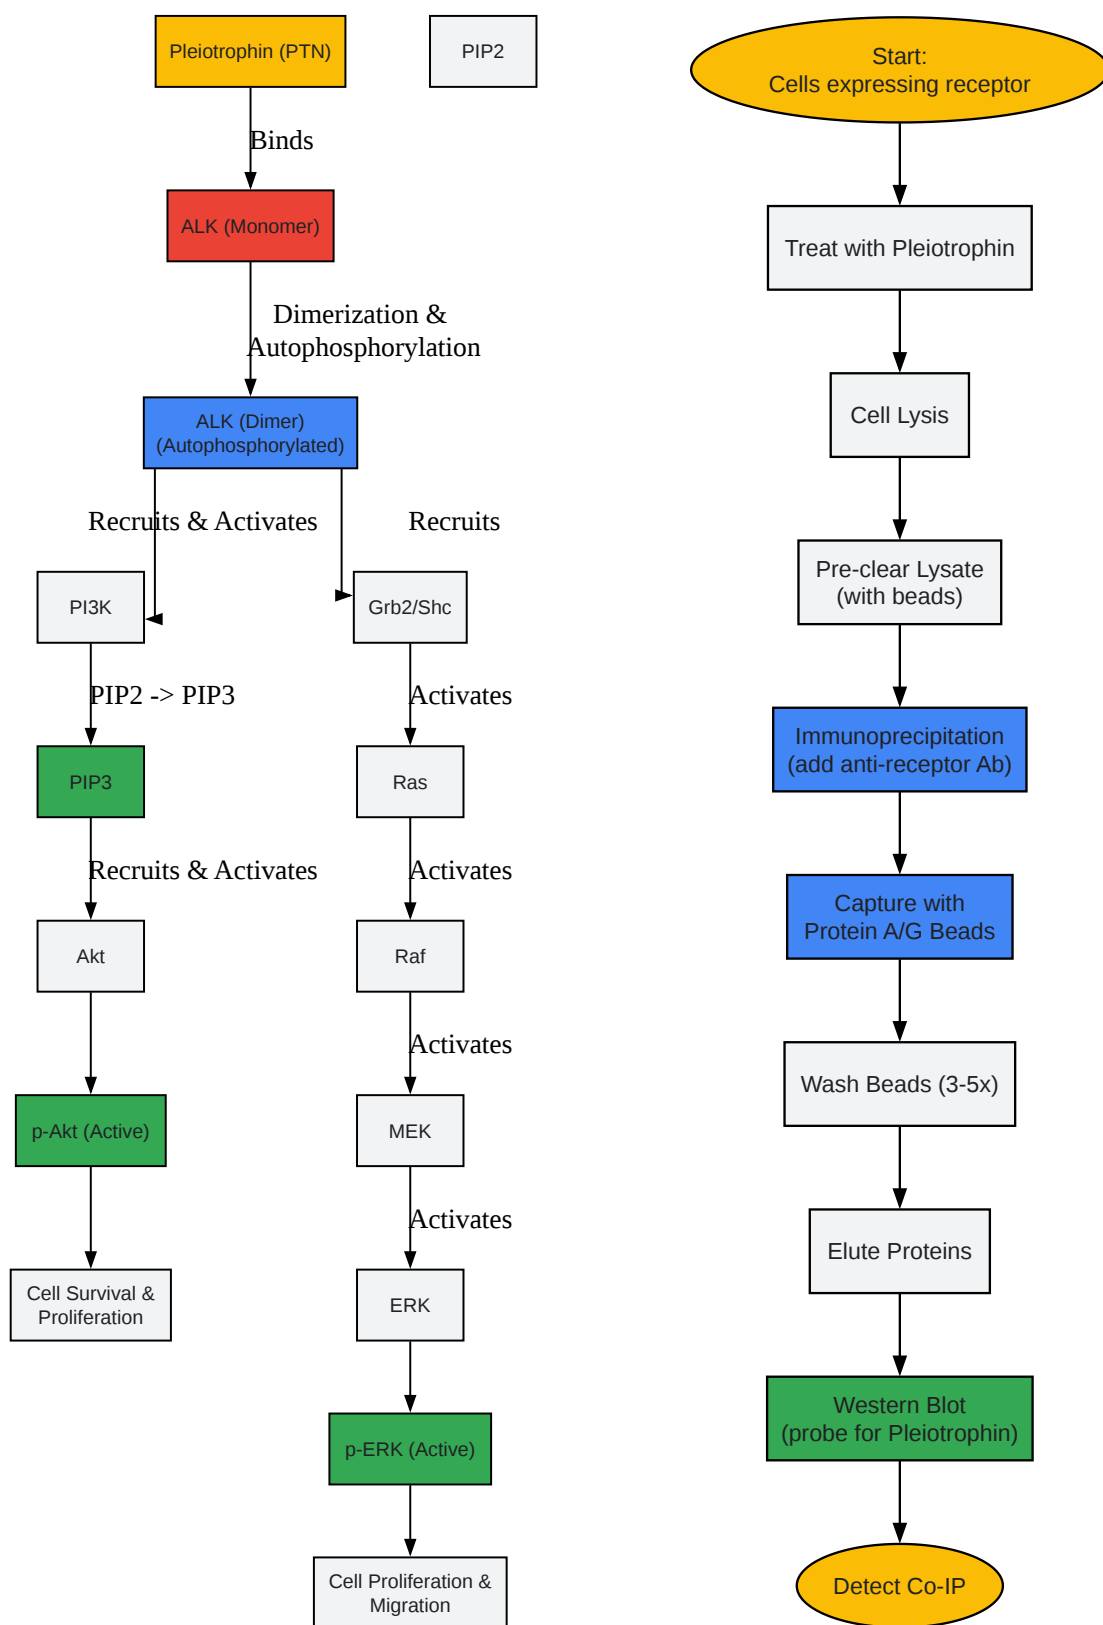 Pleiotrophin (PTN)
PIP2
Binds
ALK (Monomer)
Dimerization &
Autophosphorylation
ALK (Dimer)
(Autophosphorylated)
Recruits & Activates
Recruits
PI3K
Grb2/Shc
PIP2 -> PIP3
Activates
PIP3
Ras
Recruits & Activates
Activates
Akt
Raf
Activates
p-Akt (Active)
MEK
Activates
Cell Survival &
Proliferation
ERK
p-ERK (Active)
Cell Proliferation &
Migration
Start:
Cells expressing receptor
Treat with Pleiotrophin
Cell Lysis
Pre-clear Lysate
(with beads)
Immunoprecipitation
(add anti-receptor Ab)
Capture with
Protein A/G Beads
Wash Beads (3-5x)
Elute Proteins
Western Blot
(probe for Pleiotrophin)
Detect Co-IP